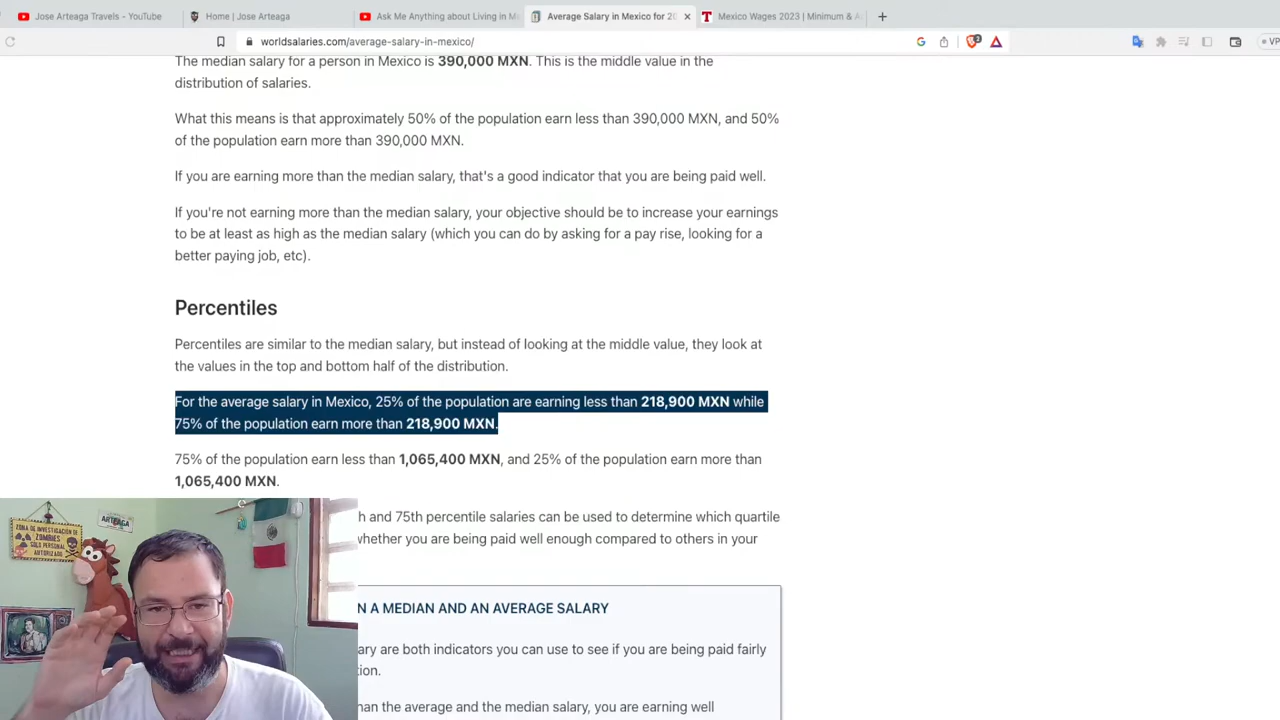 Jose Arteaga Travels - YouTube
Home | Jose Arteaga
Ask Me Anything about Living in M
Average Salary in Mexico for 20
Mexico Wages 2023 | Minimum & A
worldsalaries.com/average-salary-in-mexico/
VP
The median salary for a person in Mexico is 390,000 MXN. This is the middle value in the
distribution of salaries.
What this means is that approximately 50% of the population earn less than 390,000 MXN, and 50%
of the population earn more than 390,000 MXN.
If you are earning more than the median salary, that's a good indicator that you are being paid well.
If you're not earning more than the median salary, your objective should be to increase your earnings
to be at least as high as the median salary (which you can do by asking for a pay rise, looking for a
better paying job, etc).
Percentiles
Percentiles are similar to the median salary, but instead of looking at the middle value, they look at
the values in the top and bottom half of the distribution.
For the average salary in Mexico, 25% of the population are earning less than 218,900 MXN while
75% of the population earn more than 218,900 MXN.
75% of the population earn less than 1,065,400 MXN, and 25% of the population earn more than
1,065,400 MXN.
h and 75th percentile salaries can be used to determine which quartile
whether you are being paid well enough compared to others in your
N A MEDIAN AND AN AVERAGE SALARY
ary are both indicators you can use to see if you are being paid fairly
tion.
han the average and the median salary, you are earning well
ZONA DE INVESTIGACIÓN DE
ZOMBIES
SOLO PERSONAL
AUTORIZADO
ARTEAGA